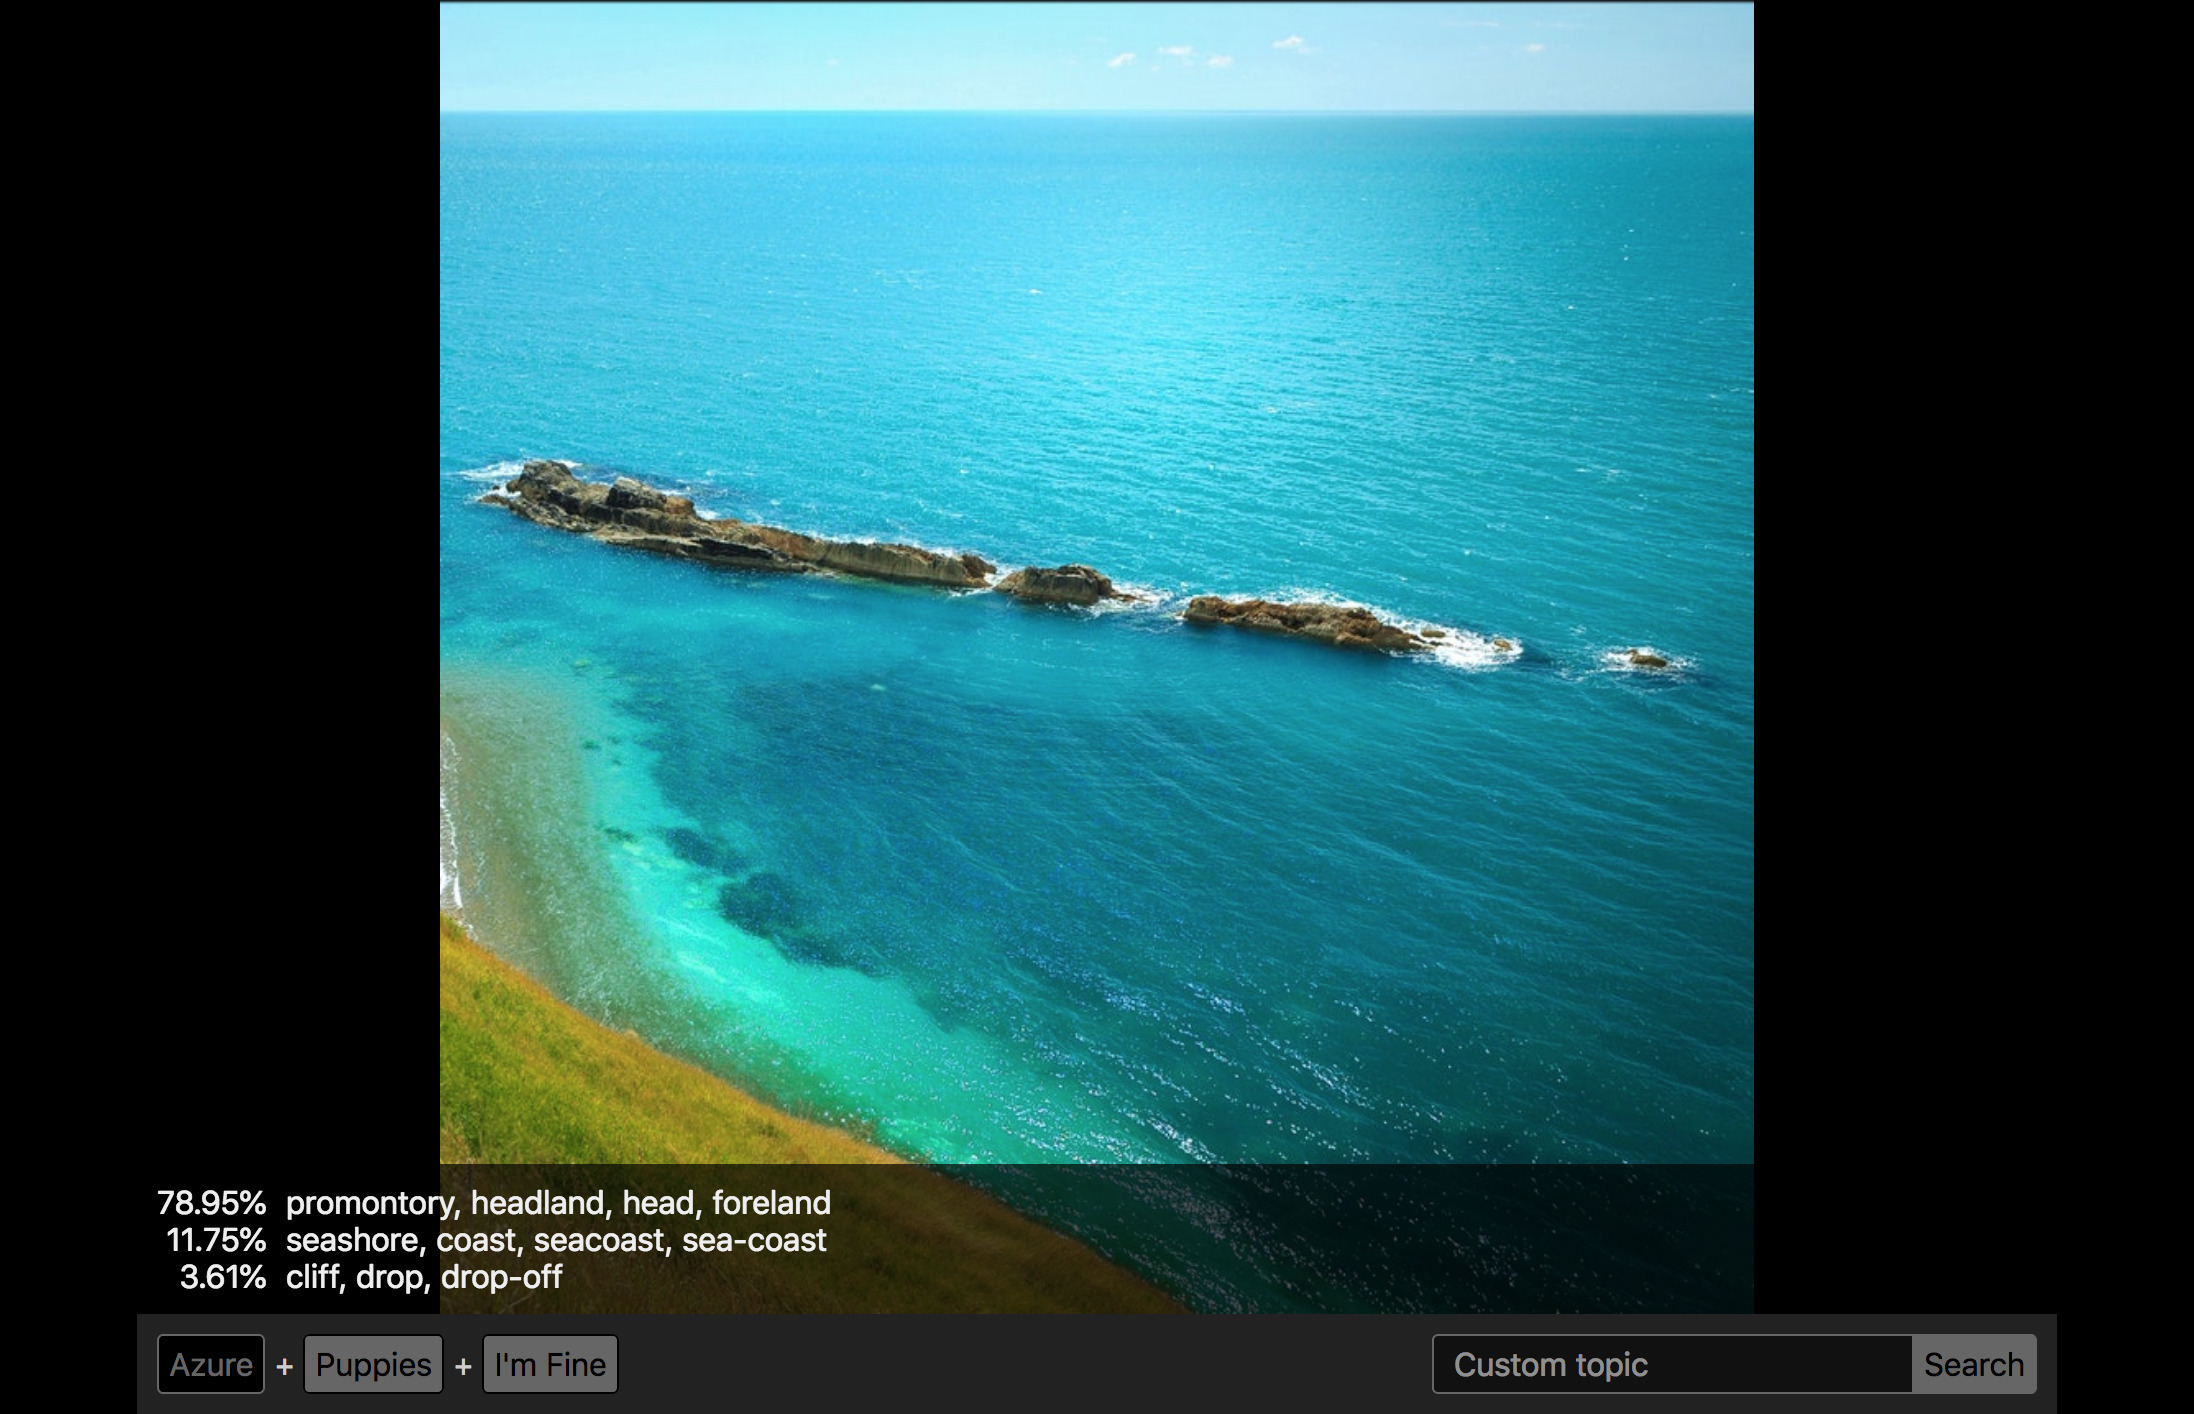 78.95% promontory, headland, head, foreland
11.75% seashore, coast, seacoast, sea-coast
3.61% cliff, drop, drop-off
Azure + Puppies + I'm Fine Custom topic Search